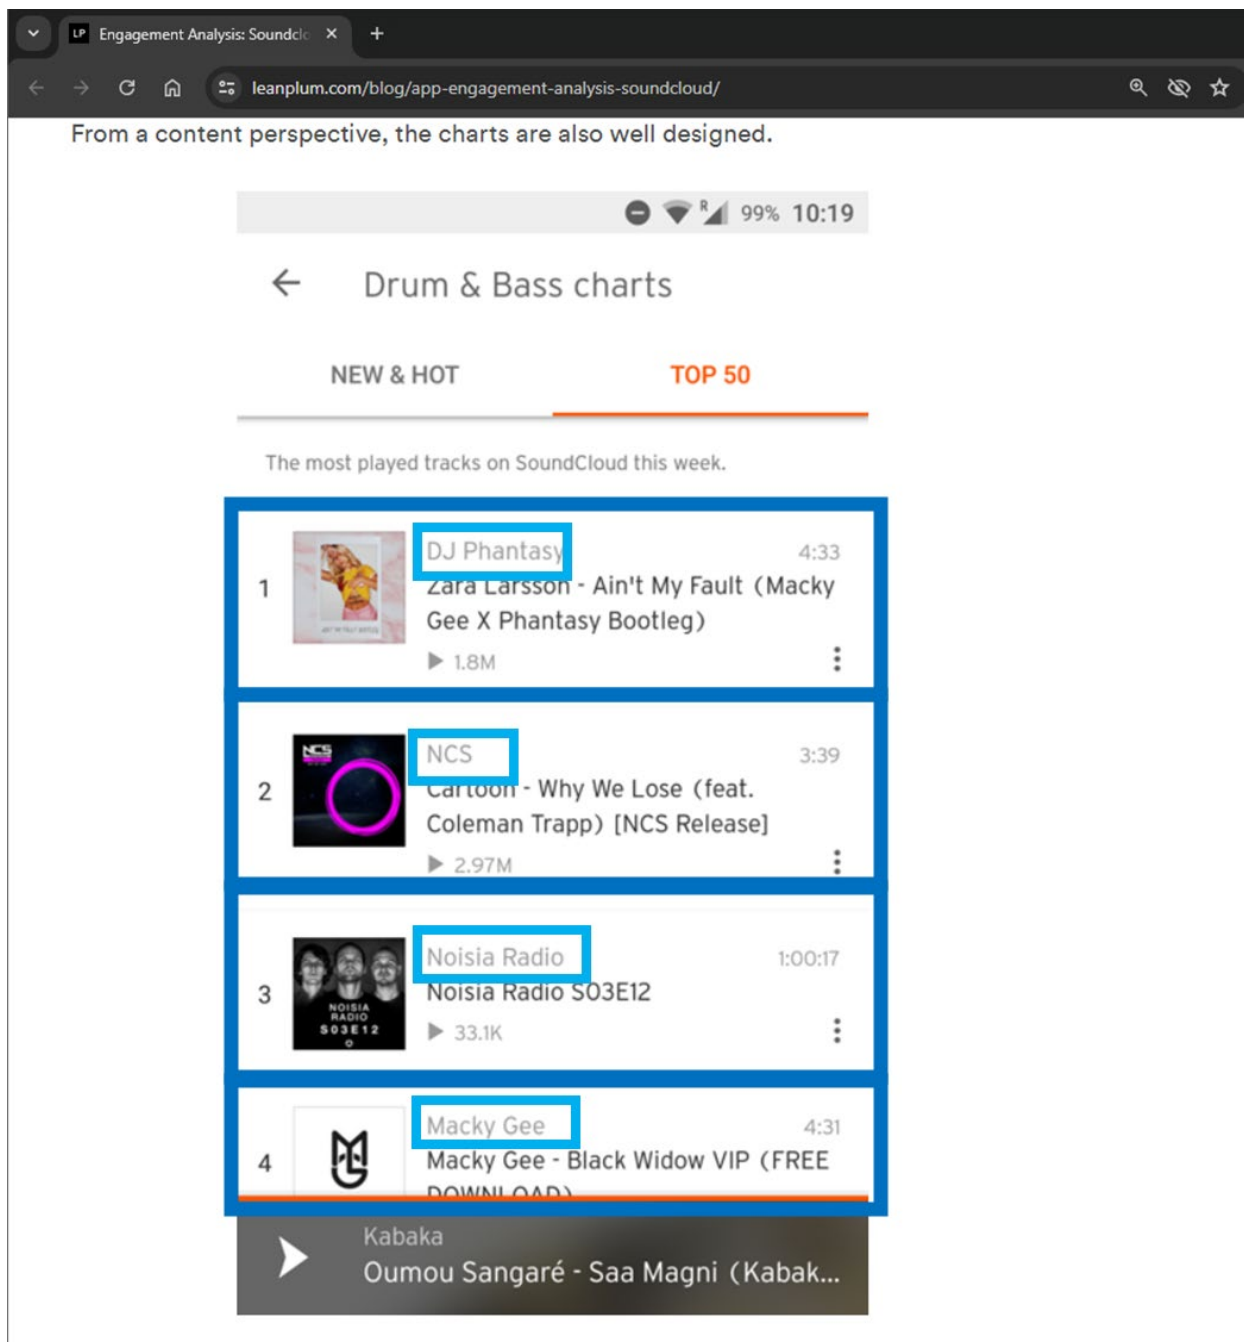 LP Engagement Analysis: Soundclo
leanplum.com/blog/app-engagement-analysis-soundcloud/
From a content perspective, the charts are also well designed.
R 99% 10:19
Drum & Bass charts
NEW & HOT TOP 50
The most played tracks on SoundCloud this week.
DJ Phantasy 4:33
1
Zara Larsson - Ain't My Fault (Macky
Gee X Phantasy Bootleg)
1.8M
NCS
NCS 3:39
2
Cartoon - Why We Lose (feat.
Coleman Trapp) [NCS Release]
2.97M
Noisia Radio 1:00:17
3
Noisia Radio S03E12
NOISIA
RADIO
S03E12
33.1K
Macky Gee 4:31
4
Macky Gee - Black Widow VIP (FREE
DOWNLOAD)
Kabaka
Oumou Sangaré - Saa Magni (Kabak...